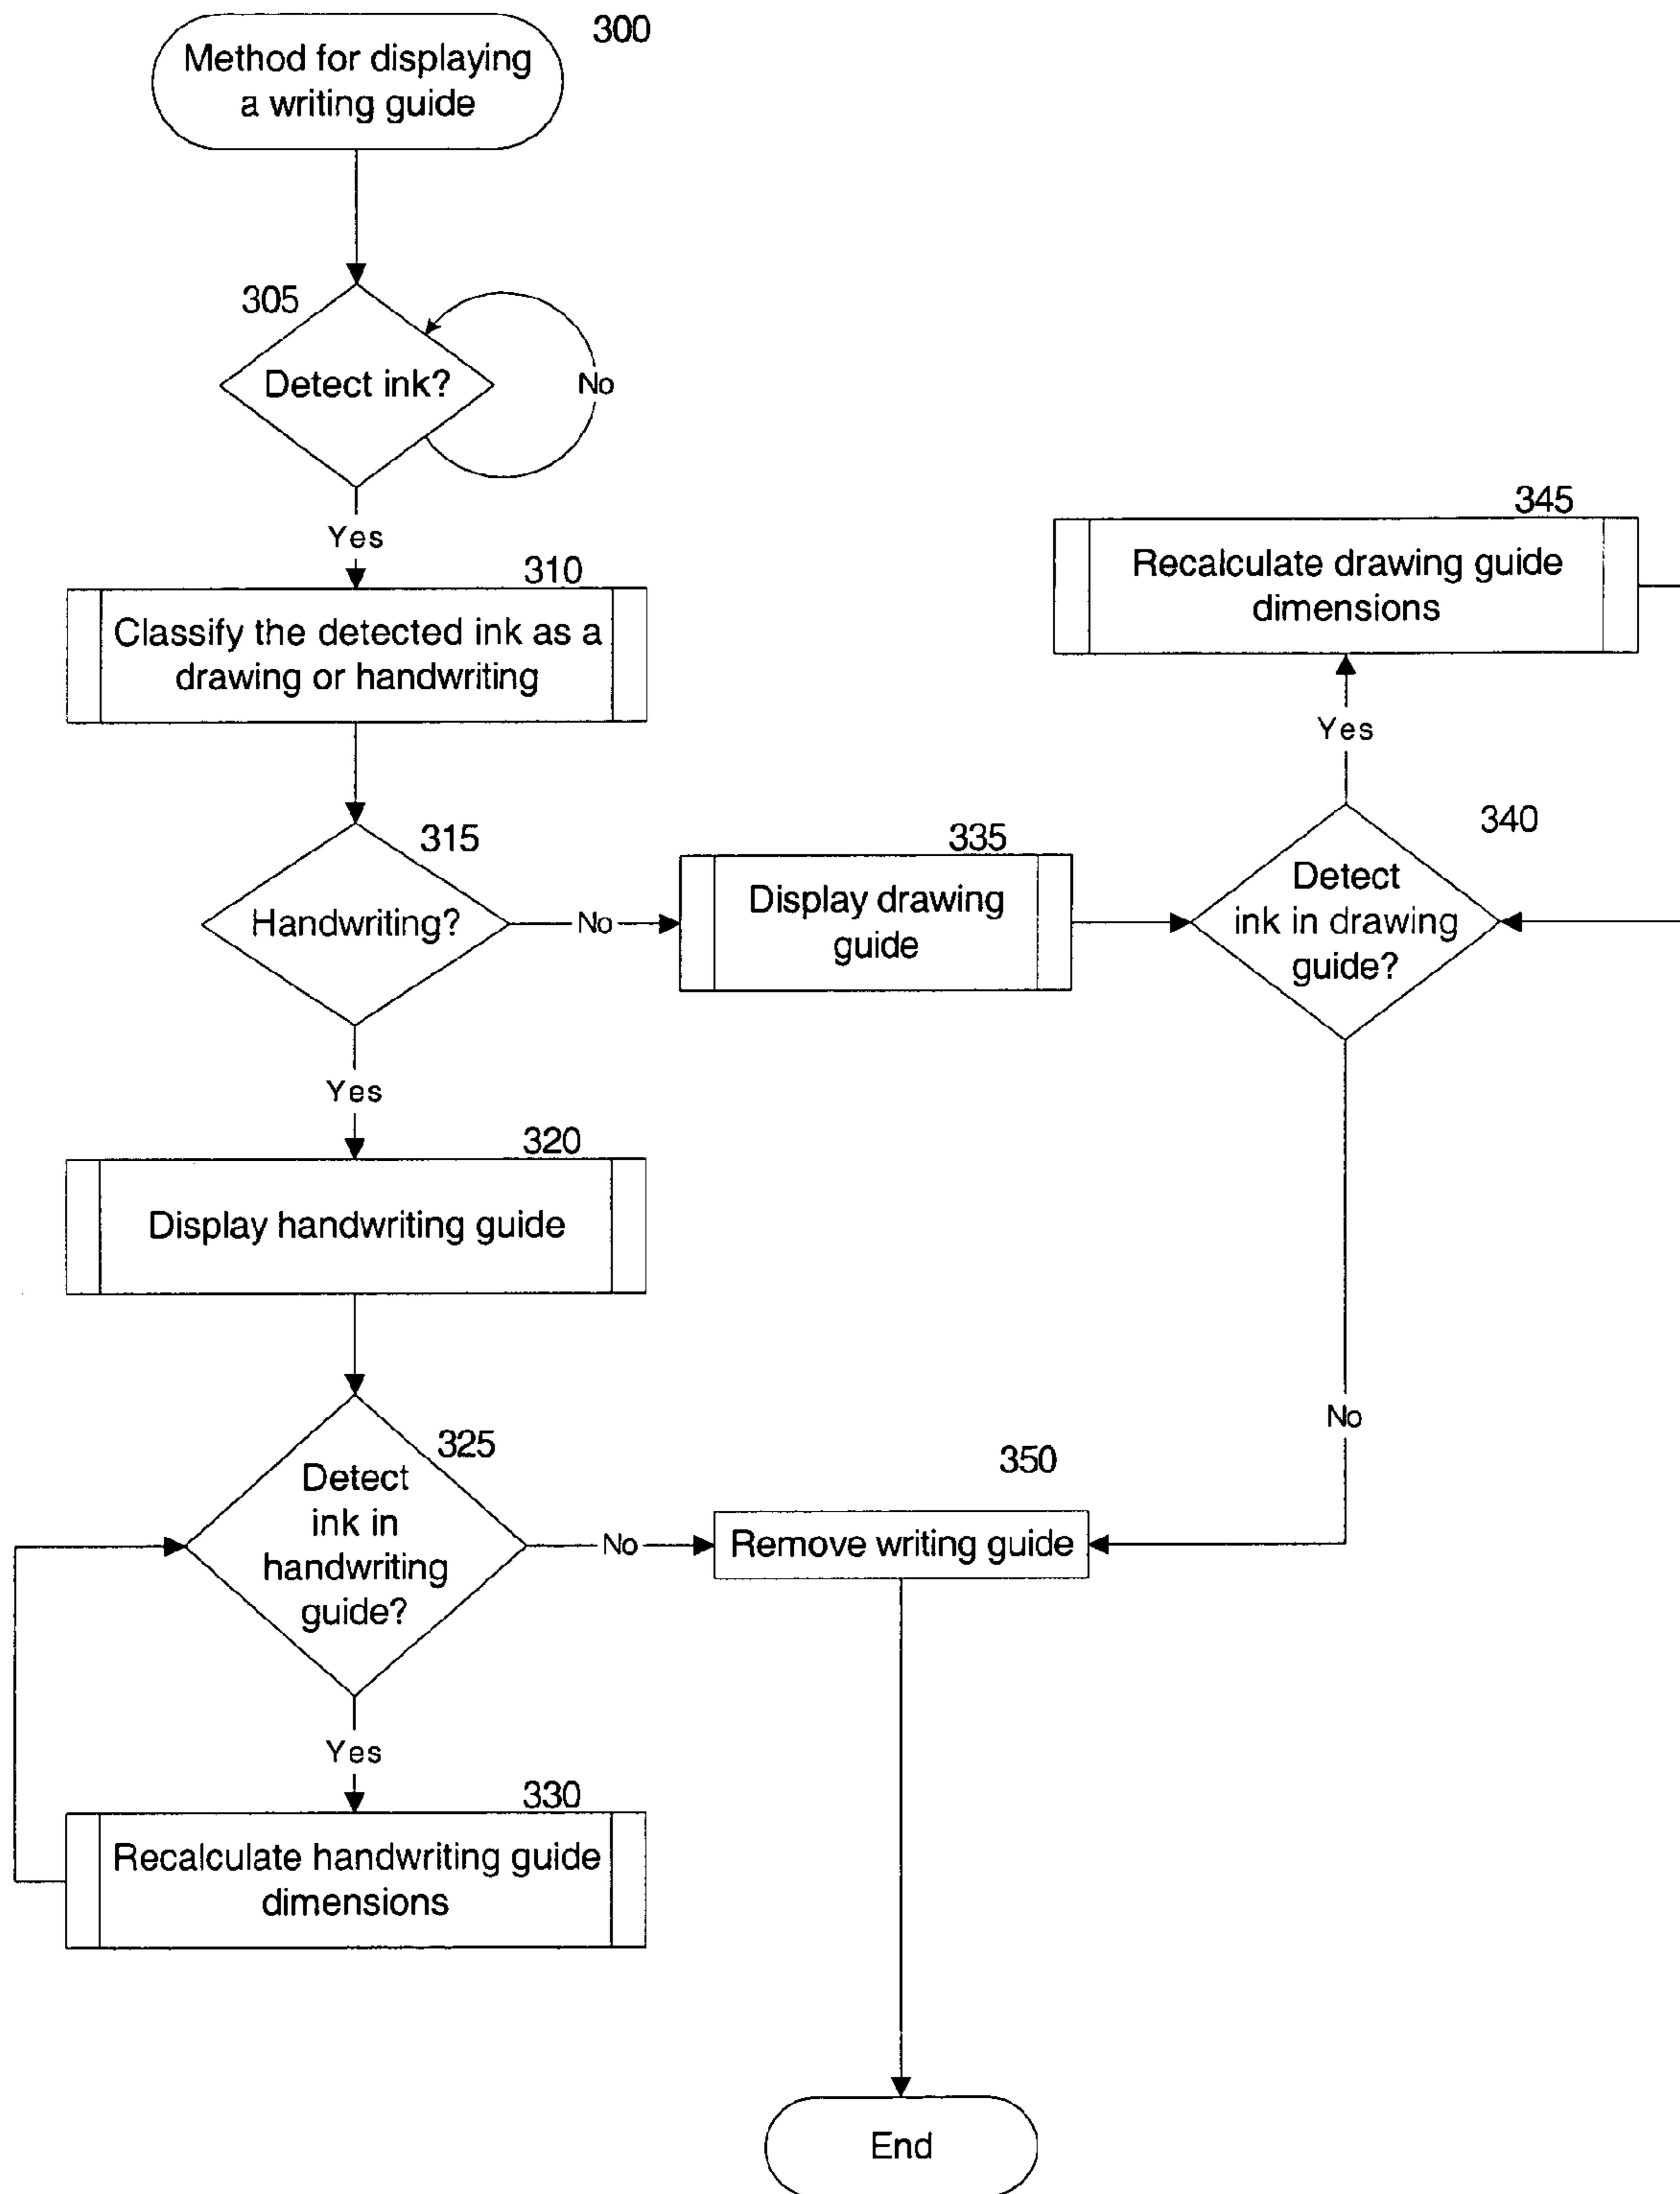 300
Method for displaying
a writing guide
305
Detect ink?
No
Yes
310
Classify the detected ink as a
drawing or handwriting
315
Handwriting?
No
335
Display drawing
guide
340
Detect
ink in drawing
guide?
Yes
345
Recalculate drawing guide
dimensions
No
Yes
320
Display handwriting guide
325
Detect
ink in
handwriting
guide?
No
350
Remove writing guide
Yes
330
Recalculate handwriting guide
dimensions
End